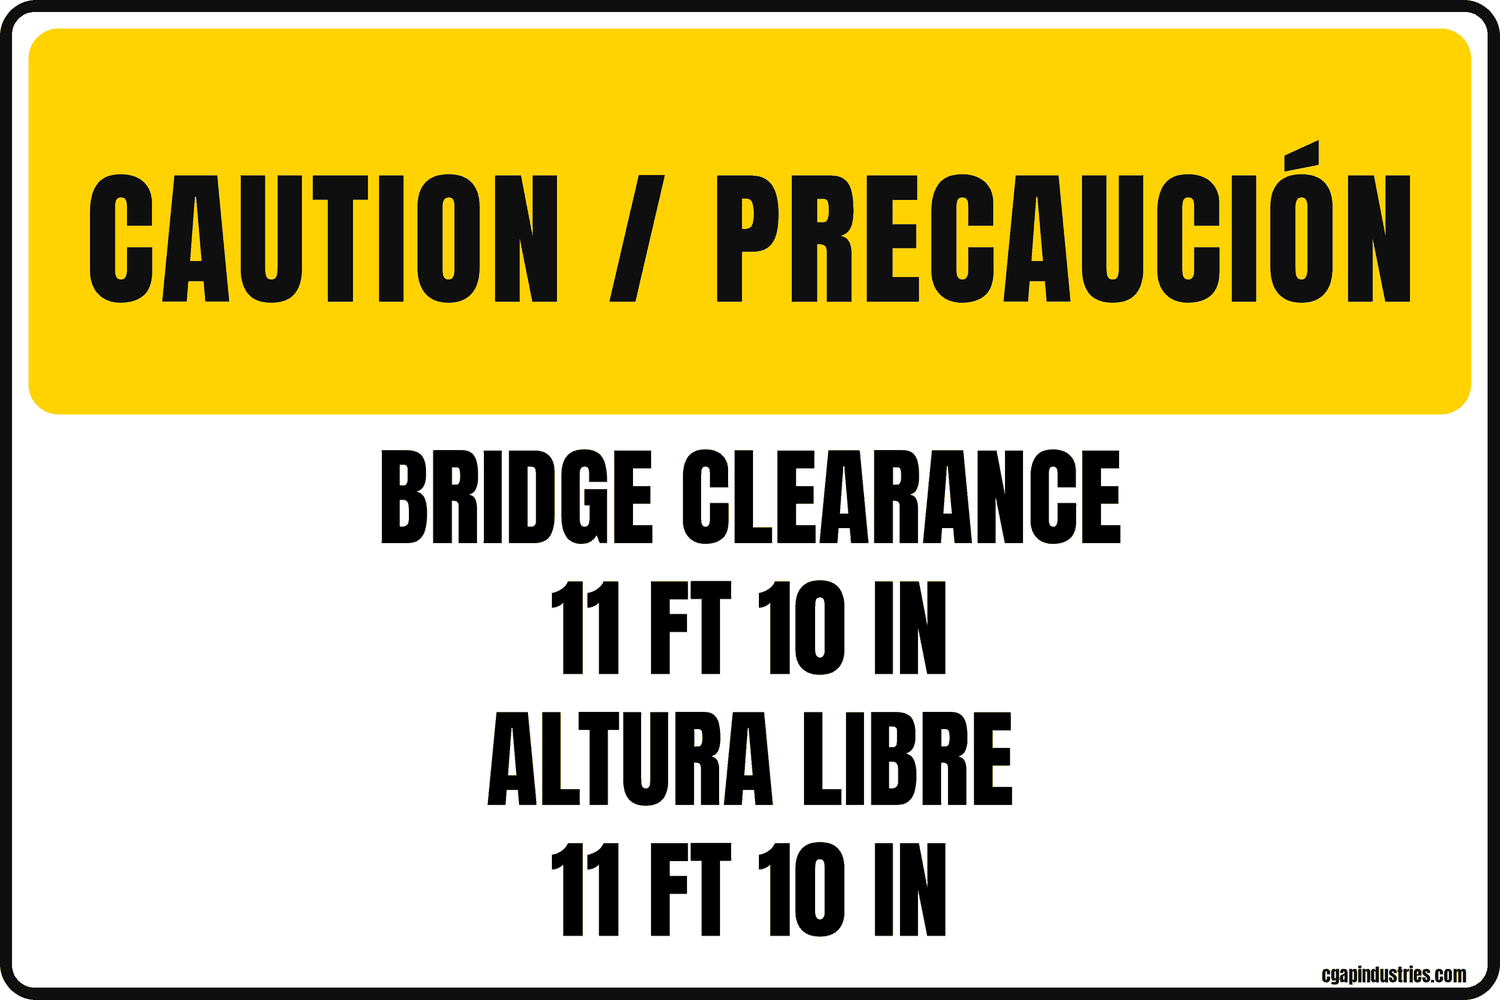 CAUTION / PRECAUCIÓN
BRIDGE CLEARANCE
11 FT 10 IN
ALTURA LIBRE
11 FT 10 IN
cgapindustries.com